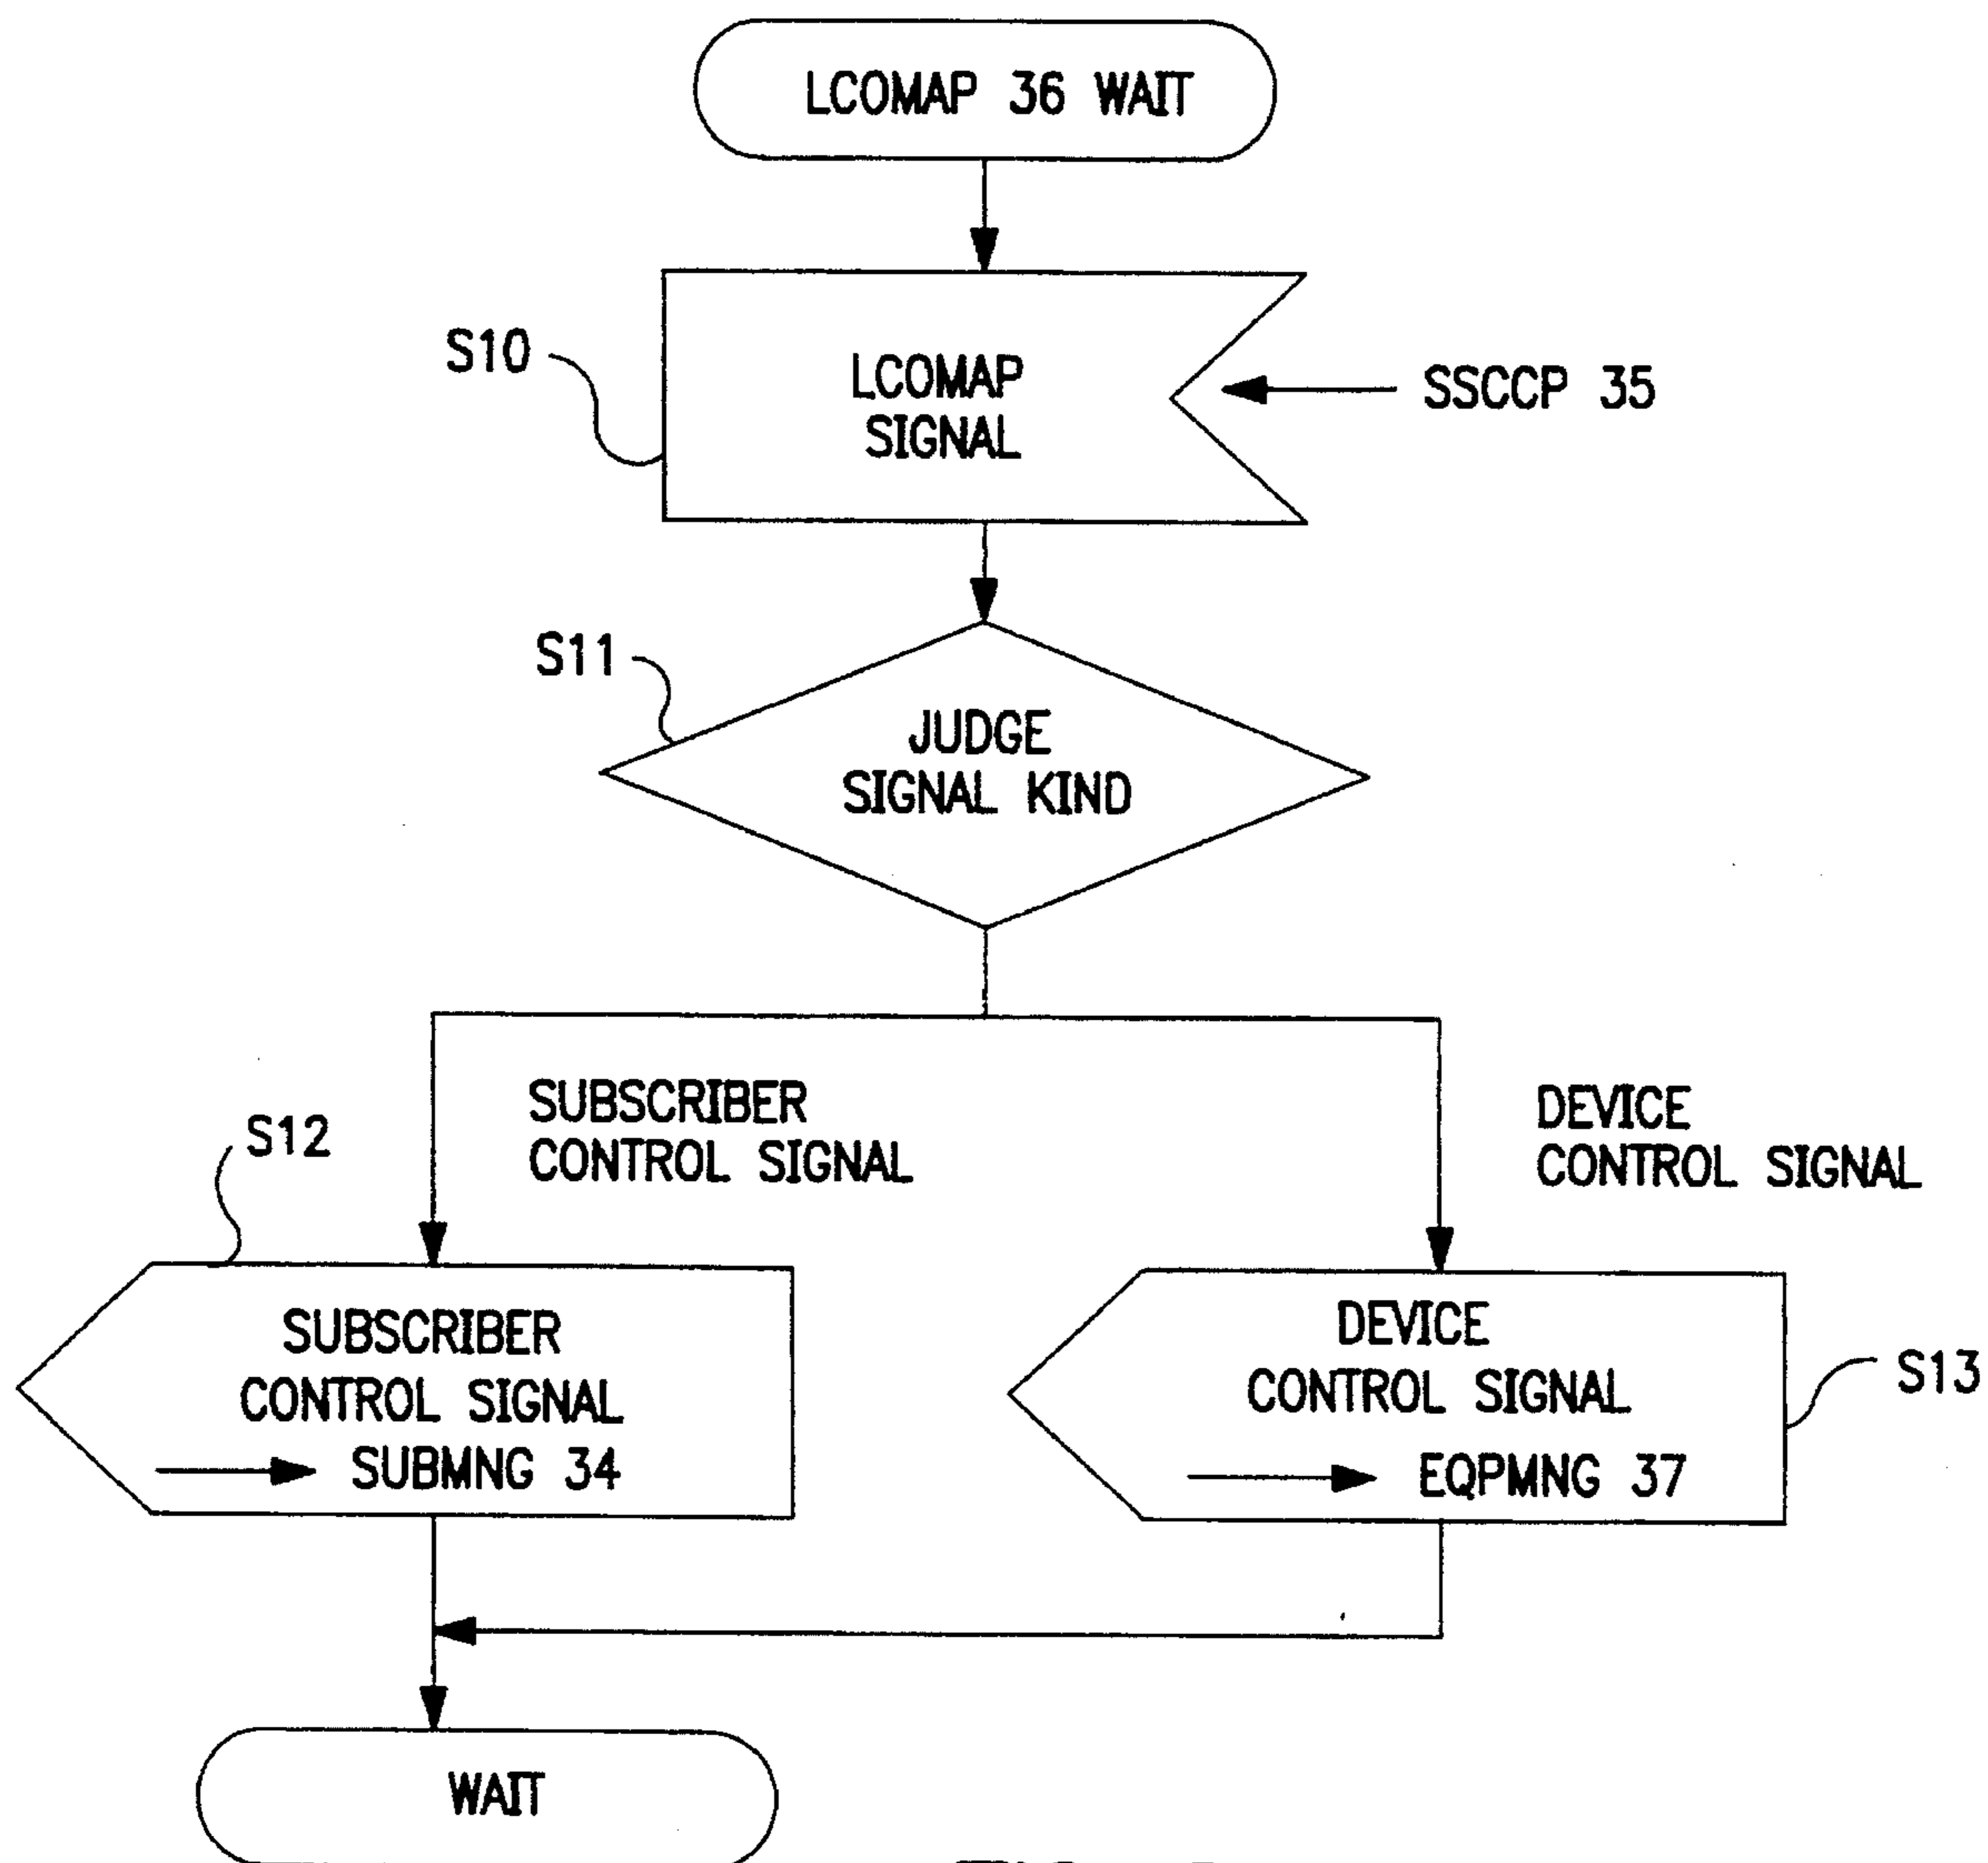 LCOMAP 36 WAIT
S10
LCOMAP
SIGNAL
SSCCP 35
S11
JUDGE
SIGNAL KIND
SUBSCRIBER
CONTROL SIGNAL
DEVICE
CONTROL SIGNAL
S12
SUBSCRIBER
CONTROL SIGNAL
SUBMNG 34
DEVICE
CONTROL SIGNAL
EQPMNG 37
S13
WAIT